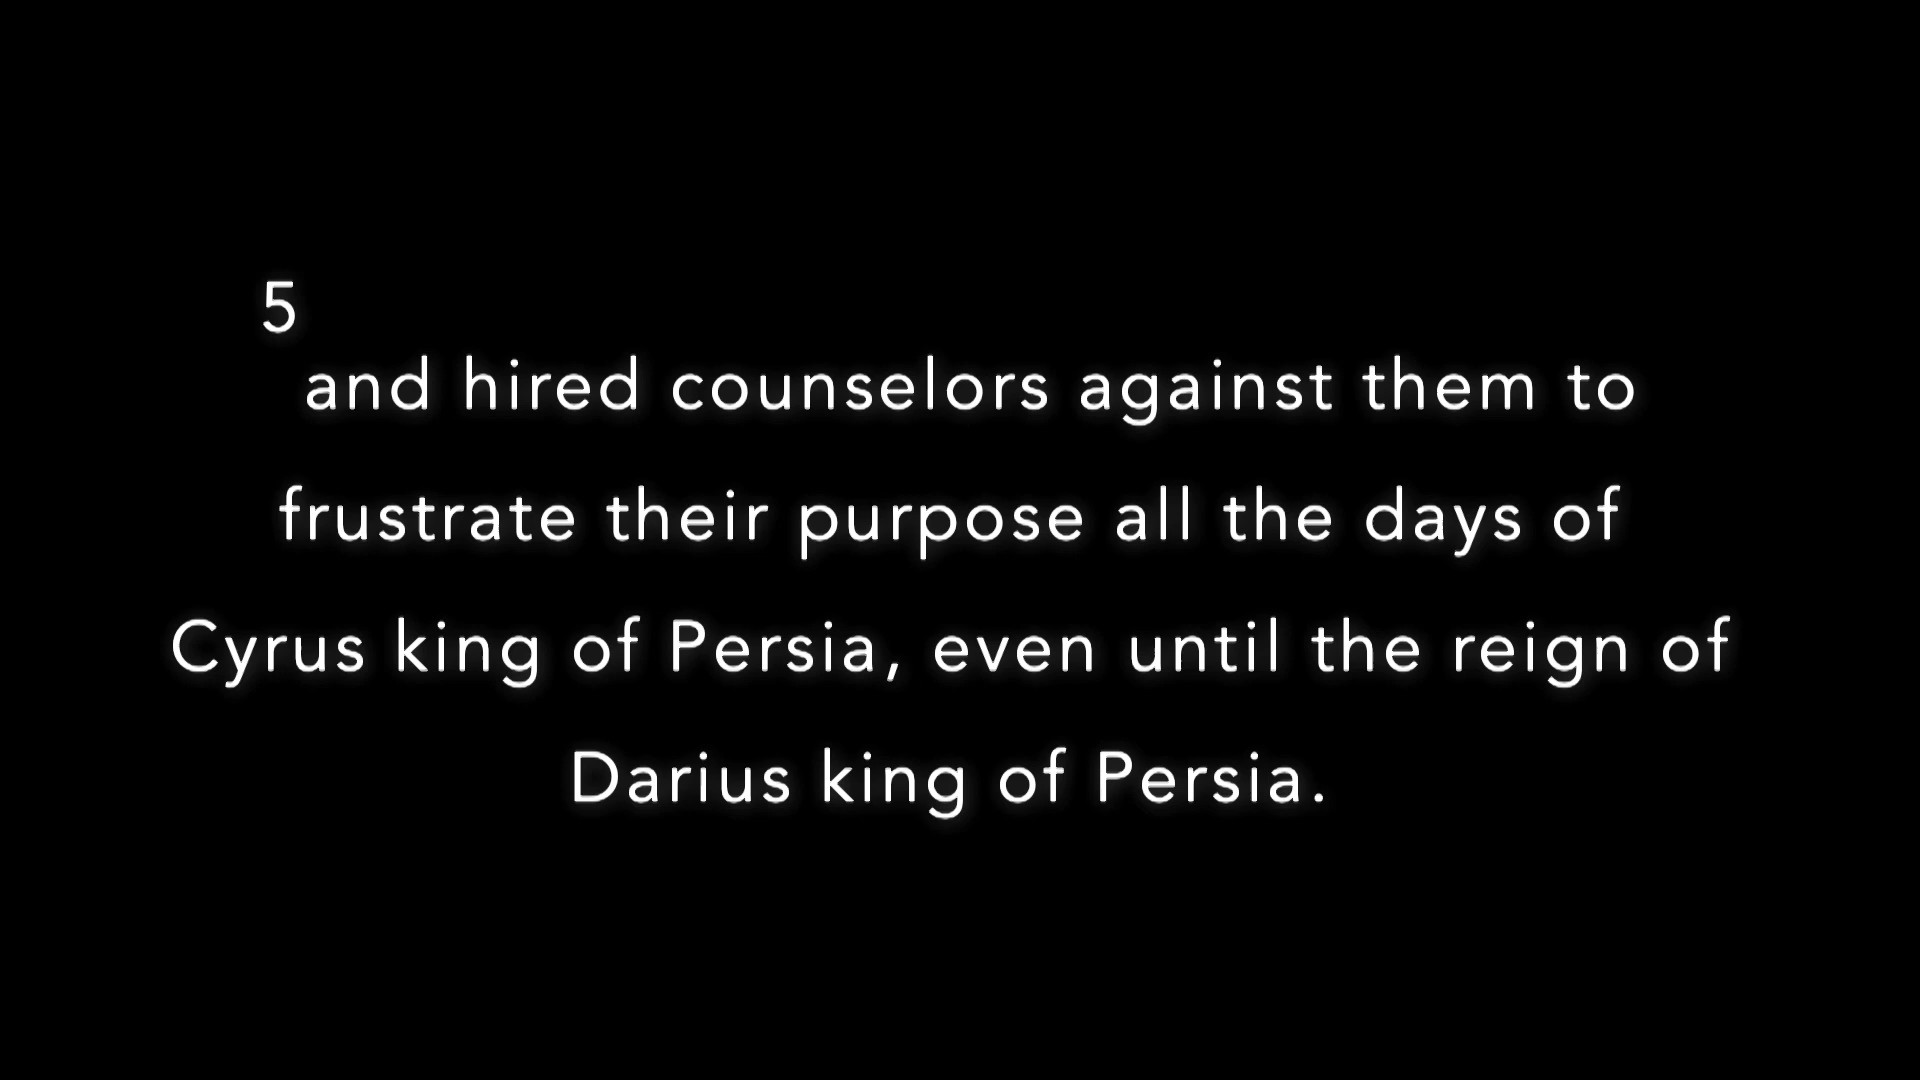 5
and hired counselors against them to
frustrate their purpose all the days of
Cyrus king of Persia, even until the reign of
Darius king of Persia.